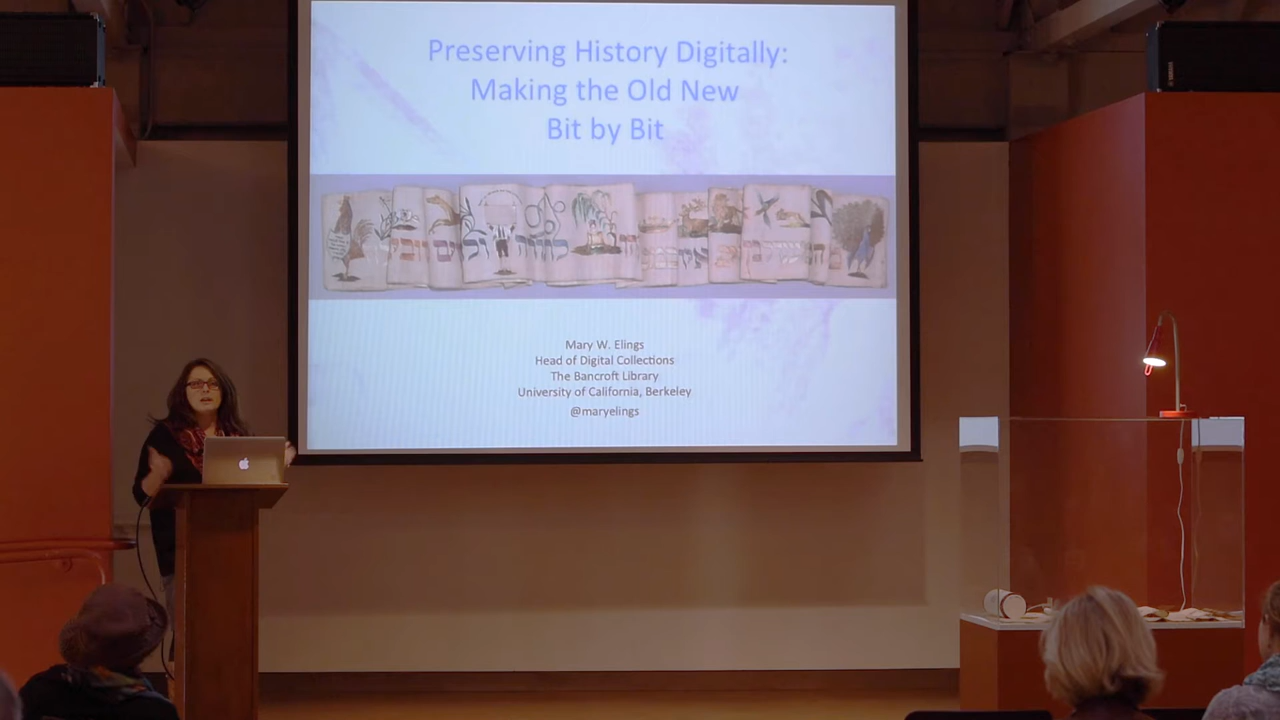 Preserving History Digitally:
Making the Old New
Bit by Bit
Mary W. Elings
Head of Digital Collections
The Bancroft Library
University of California, Berkeley
@maryelings